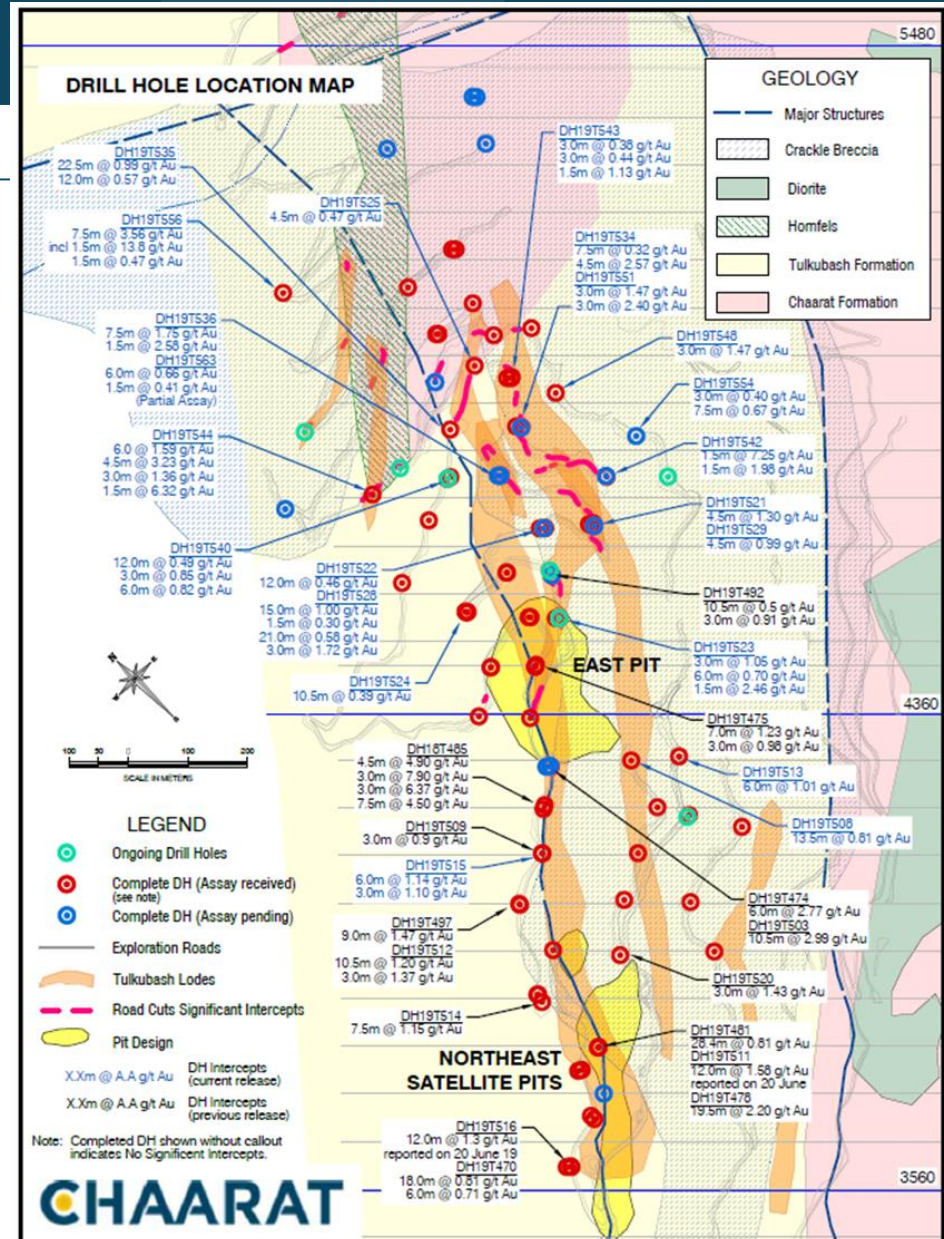 5480
DRILL HOLE LOCATION MAP
GEOLOGY
Major Structures
Crackle Breccia
Diorite
Hornfels
Tulkubash Formation
Chaarat Formation
DH19T535
22.5m @ 0.99 g/t Au
12.0m @ 0.57 g/t Au
DH19T556
7.5m @ 3.56 g/t Au
incl 1.5m @ 13.8 g/t Au
1.5m @ 0.47 g/t Au
DH19T525
4.5m @ 0.47 g/t Au
DH19T543
3.0m @ 0.38 g/t Au
3.0m @ 0.44 g/t Au
1.5m @ 1.13 g/t Au
DH19T534
7.5m @ 0.32 g/t Au
4.5m @ 2.57 g/t Au
DH19T551
3.0m @ 1.47 g/t Au
3.0m @ 2.40 g/t Au
DH19T536
7.5m @ 1.75 g/t Au
1.5m @ 2.58 g/t Au
DH19T563
6.0m @ 0.66 g/t Au
1.5m @ 0.41 g/t Au
(Partial Assay)
DH19T548
3.0m @ 1.47 g/t Au
DH19T554
3.0m @ 0.40 g/t Au
7.5m @ 0.67 g/t Au
DH19T544
6.0 @ 1.59 g/t Au
4.5m @ 3.23 g/t Au
3.0m @ 1.36 g/t Au
1.5m @ 6.32 g/t Au
DH19T542
1.5m @ 7.25 g/t Au
1.5m @ 1.98 g/t Au
DH19T521
4.5m @ 1.30 g/t Au
DH19T529
4.5m @ 0.99 g/t Au
DH19T540
12.0m @ 0.49 g/t Au
3.0m @ 0.85 g/t Au
6.0m @ 0.82 g/t Au
DH19T522
12.0m @ 0.46 g/t Au
DH19T528
15.0m @ 1.00 g/t Au
1.5m @ 0.30 g/t Au
21.0m @ 0.58 g/t Au
3.0m @ 1.72 g/t Au
DH19T492
10.5m @ 0.5 g/t Au
3.0m @ 0.91 g/t Au
DH19T523
3.0m @ 1.05 g/t Au
6.0m @ 0.70 g/t Au
1.5m @ 2.46 g/t Au
EAST PIT
DH19T524
10.5m @ 0.39 g/t Au
4360
DH19T475
7.0m @ 1.23 g/t Au
3.0m @ 0.98 g/t Au
100 50 0 100 200
SCALE IN METERS
DH18T485
4.5m @ 4.90 g/t Au
3.0m @ 7.90 g/t Au
3.0m @ 6.37 g/t Au
7.5m @ 4.50 g/t Au
DH19T513
6.0m @ 1.01 g/t Au
DH19T508
13.5m @ 0.81 g/t Au
DH19T509
3.0m @ 0.9 g/t Au
DH19T515
6.0m @ 1.14 g/t Au
3.0m @ 1.10 g/t Au
DH19T474
6.0m @ 2.77 g/t Au
DH19T503
10.5m @ 2.99 g/t Au
DH19T497
9.0m @ 1.47 g/t Au
DH19T512
10.5m @ 1.20 g/t Au
3.0m @ 1.37 g/t Au
DH19T520
3.0m @ 1.43 g/t Au
DH19T514
7.5m @ 1.15 g/t Au
NORTHEAST
SATELLITE PITS
DH19T481
28.4m @ 0.81 g/t Au
DH19T511
12.0m @ 1.58 g/t Au
reported on 20 June
DH19T478
19.5m @ 2.20 g/t Au
DH19T516
12.0m @ 1.3 g/t Au
reported on 20 June 19
DH19T470
18.0m @ 0.81 g/t Au
6.0m @ 0.71 g/t Au
3560
LEGEND
Ongoing Drill Holes
Complete DH (Assay received)
(see note)
Complete DH (Assay pending)
Exploration Roads
Tulkubash Lodes
Road Cuts Significant Intercepts
Pit Design
X.Xm @ A.A g/t Au DH Intercepts
(current release)
X.Xm @ A.A g/t Au DH Intercepts
(previous release)
Note: Completed DH shown without callout
indicates No Significent Intercepts.
CHAARAT